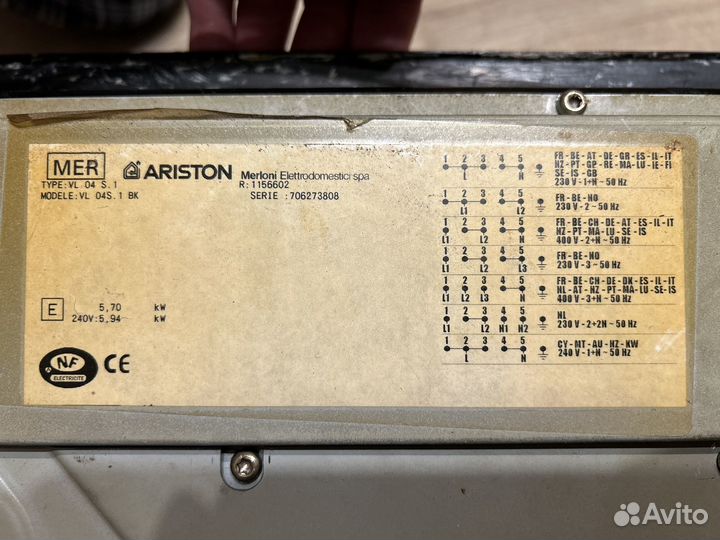 MER
ARISTON
Merloni Elettrodomestici spa
TYPE:VL 04 S.1
R:1156602
MODELE:VL 04S.1 BK
SERIE :706273808
E
5,70 kW
240V:5,94 kW
NF
ELECTRICITE
CE
1 2 3 4 5
L N
FR-BE-AT-DE-GR-ES-IL-IT
HZ-PT-GP-RE-MA-LU-IE-FI
SE-IS-GB
230 V-1+N~50 Hz
1 2 3 4 5
L1 L2
FR-BE-NO
230 V-2~50 Hz
1 2 3 4 5
L1 L2 N
FR-BE-CH-DE-AT-ES-IL-IT
HZ-PT-MA-LU-SE-IS
400 V-2+N~50 Hz
1 2 3 4 5
L1 L2 L3
FR-BE-NO
230 V-3~50 Hz
1 2 3 4 5
L1 L2 L3 N
FR-BE-CH-DE-DK-ES-IL-IT
NL-AT-HZ-PT-MA-LU-SE-IS
400 V-3+N~50 Hz
1 2 3 4 5
L1 L2 N1 N2
NL
230 V-2+2N~50 Hz
1 2 3 4 5
L N
CY-MT-AU-HZ-KW
240 V-1+N~50 Hz
Avito